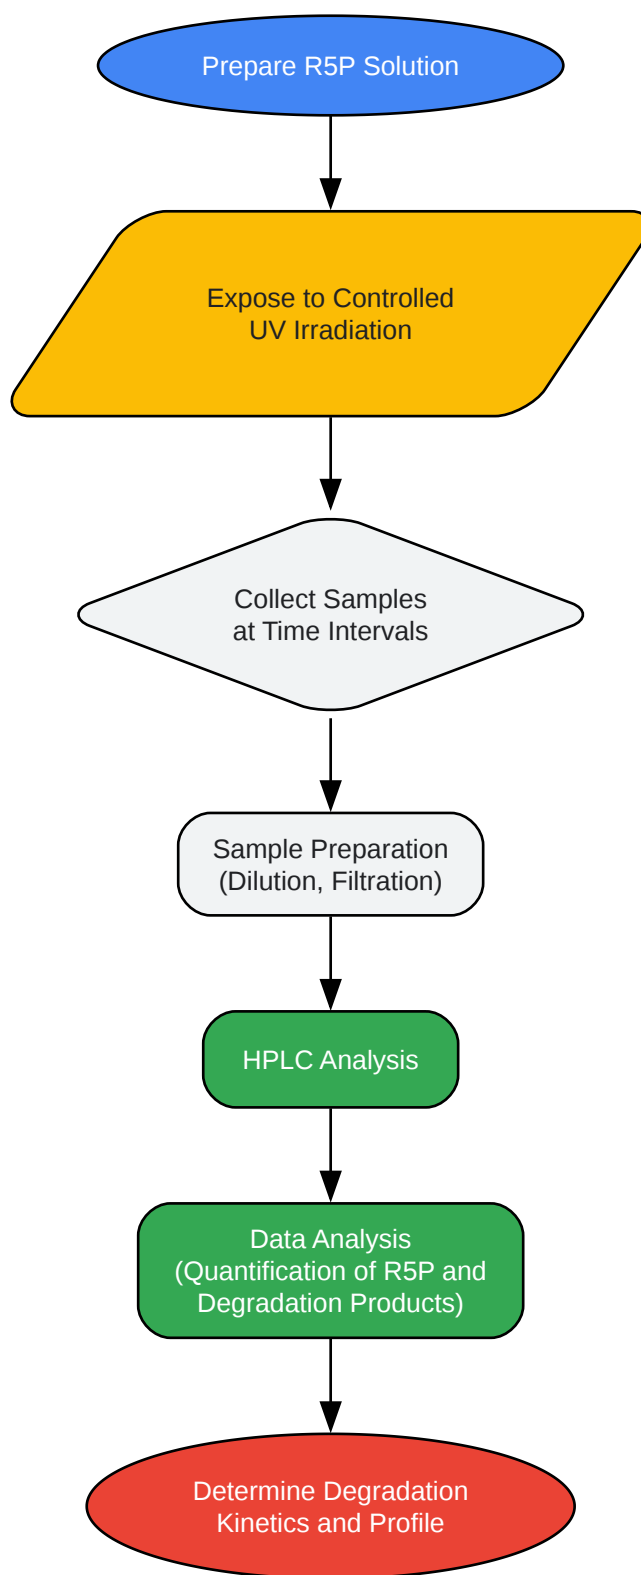 Prepare R5P Solution
Expose to Controlled
UV Irradiation
Collect Samples
at Time Intervals
Sample Preparation
(Dilution, Filtration)
HPLC Analysis
Data Analysis
(Quantification of R5P and
Degradation Products)
Determine Degradation
Kinetics and Profile